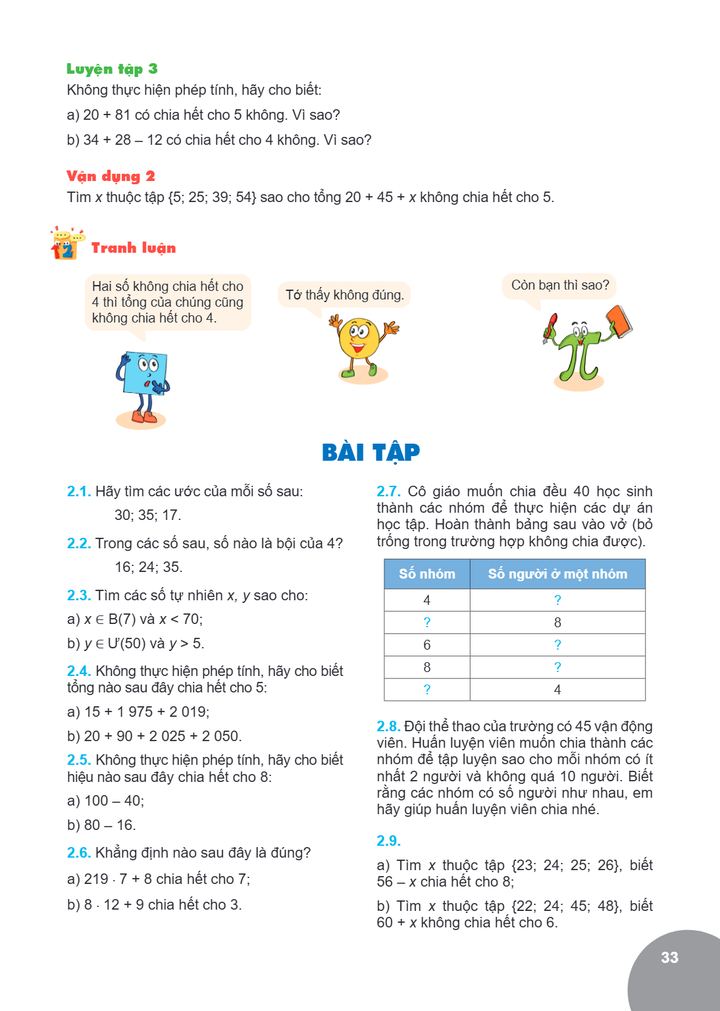 Luyện tập 3
Không thực hiện phép tính, hãy cho biết:
a) 20 + 81 có chia hết cho 5 không. Vì sao?
b) 34 + 28 – 12 có chia hết cho 4 không. Vì sao?
Vận dụng 2
Tìm x thuộc tập {5; 25; 39; 54} sao cho tổng 20 + 45 + x không chia hết cho 5.
1 2
Tranh luận
Hai số không chia hết cho
4 thì tổng của chúng cũng
không chia hết cho 4.
Tớ thấy không đúng.
Còn bạn thì sao?
BÀI TẬP
2.1. Hãy tìm các ước của mỗi số sau:
30; 35; 17.
2.2. Trong các số sau, số nào là bội của 4?
16; 24; 35.
2.3. Tìm các số tự nhiên x, y sao cho:
a) x ∈ B(7) và x < 70;
b) y ∈ Ư(50) và y > 5.
2.4. Không thực hiện phép tính, hãy cho biết
tổng nào sau đây chia hết cho 5:
a) 15 + 1 975 + 2 019;
b) 20 + 90 + 2 025 + 2 050.
2.5. Không thực hiện phép tính, hãy cho biết
hiệu nào sau đây chia hết cho 8:
a) 100 – 40;
b) 80 – 16.
2.6. Khẳng định nào sau đây là đúng?
a) 219 · 7 + 8 chia hết cho 7;
b) 8 · 12 + 9 chia hết cho 3.
2.7. Cô giáo muốn chia đều 40 học sinh
thành các nhóm để thực hiện các dự án
học tập. Hoàn thành bảng sau vào vở (bỏ
trống trong trường hợp không chia được).
Số nhóm Số người ở một nhóm
4 ?
? 8
6 ?
8 ?
? 4
2.8. Đội thể thao của trường có 45 vận động
viên. Huấn luyện viên muốn chia thành các
nhóm để tập luyện sao cho mỗi nhóm có ít
nhất 2 người và không quá 10 người. Biết
rằng các nhóm có số người như nhau, em
hãy giúp huấn luyện viên chia nhé.
2.9.
a) Tìm x thuộc tập {23; 24; 25; 26}, biết
56 – x chia hết cho 8;
b) Tìm x thuộc tập {22; 24; 45; 48}, biết
60 + x không chia hết cho 6.
33